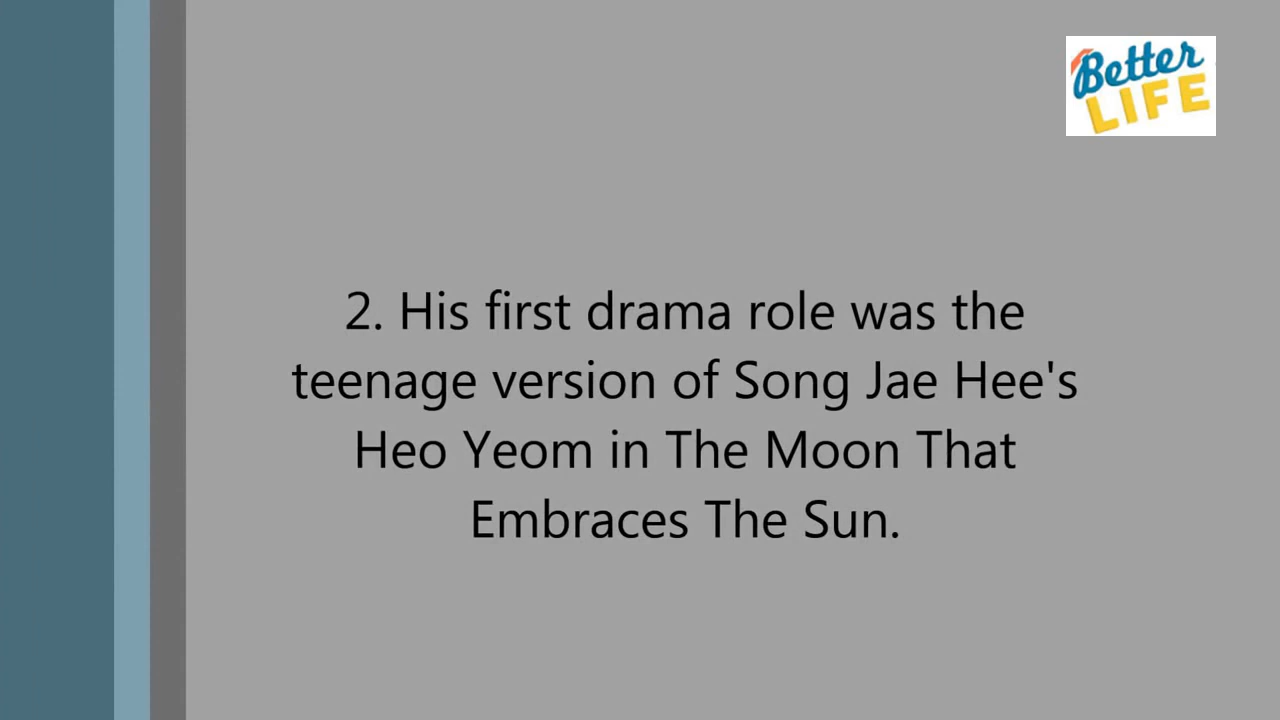 Better
LIFE
2. His first drama role was the
teenage version of Song Jae Hee's
Heo Yeom in The Moon That
Embraces The Sun.